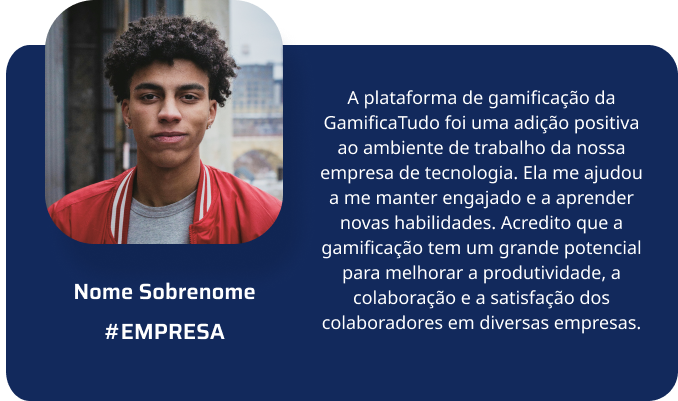 A plataforma de gamificação da
GamificaTudo foi uma adição positiva
ao ambiente de trabalho da nossa
empresa de tecnologia. Ela me ajudou
a me manter engajado e a aprender
novas habilidades. Acredito que a
gamificação tem um grande potencial
para melhorar a produtividade, a
colaboração e a satisfação dos
colaboradores em diversas empresas.
Nome Sobrenome
#EMPRESA